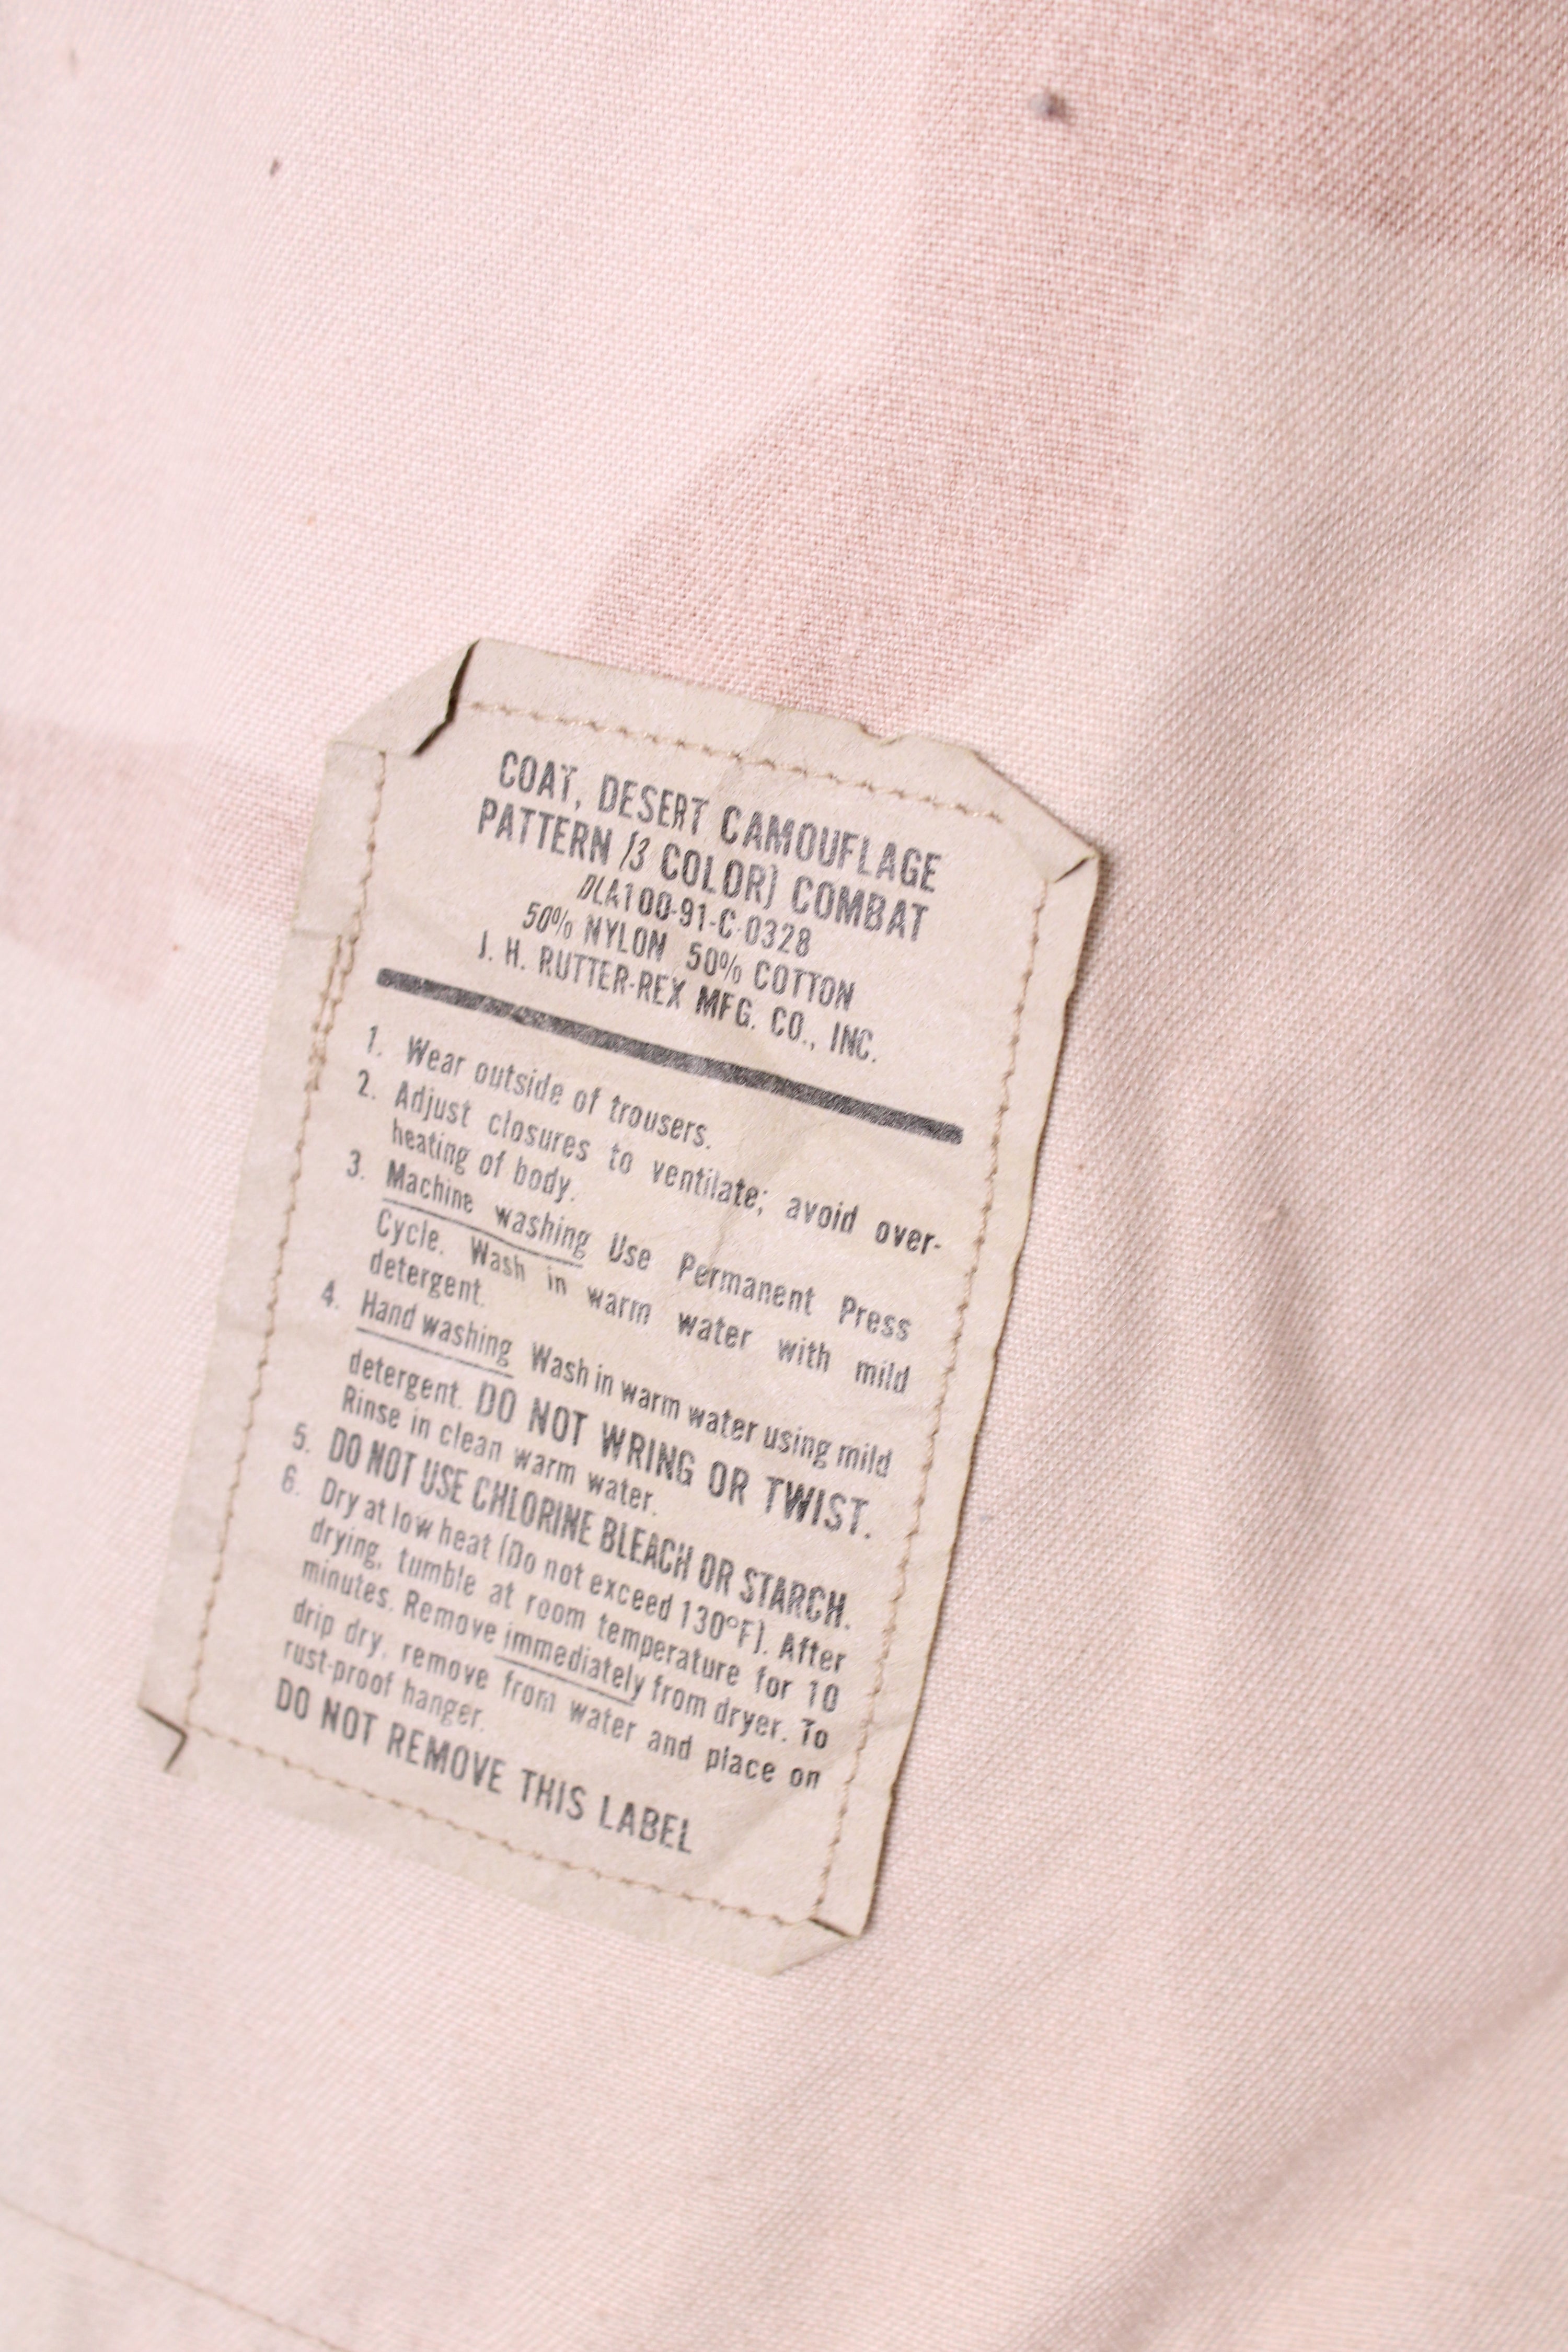 COAT, DESERT CAMOUFLAGE
PATTERN (3 COLOR) COMBAT
DLA100-91-C-0328
50% NYLON 50% COTTON
J. H. RUTTER-REX MFG. CO., INC.
1. Wear outside of trousers.
2. Adjust closures to ventilate; avoid over-
heating of body.
3. Machine washing Use Permanent Press
Cycle. Wash in warm water with mild
detergent.
4. Hand washing Wash in warm water using mild
detergent. DO NOT WRING OR TWIST.
Rinse in clean warm water.
5. DO NOT USE CHLORINE BLEACH OR STARCH.
6. Dry at low heat (Do not exceed 130°F). After
drying, tumble at room temperature for 10
minutes. Remove immediately from dryer. To
drip dry, remove from water and place on
rust-proof hanger.
DO NOT REMOVE THIS LABEL